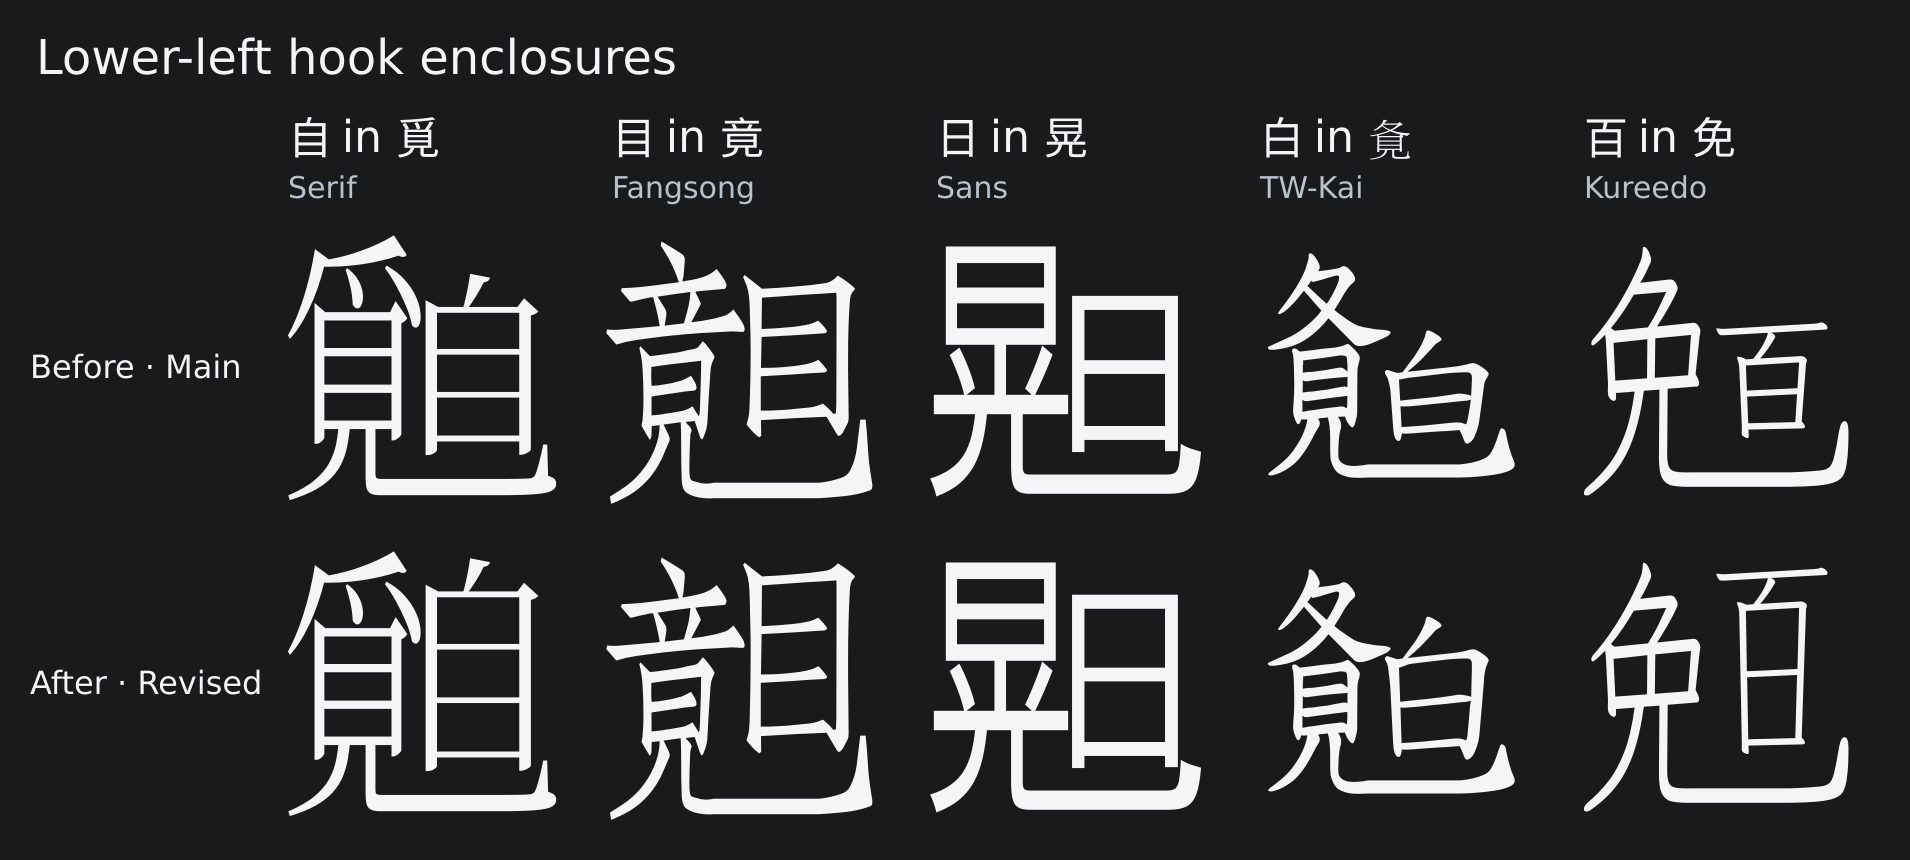 Lower-left hook enclosures
自 in 覓
Serif
目 in 竟
Fangsong
日 in 晃
Sans
白 in
TW-Kai
百 in 免
Kureedo
Before · Main
After · Revised